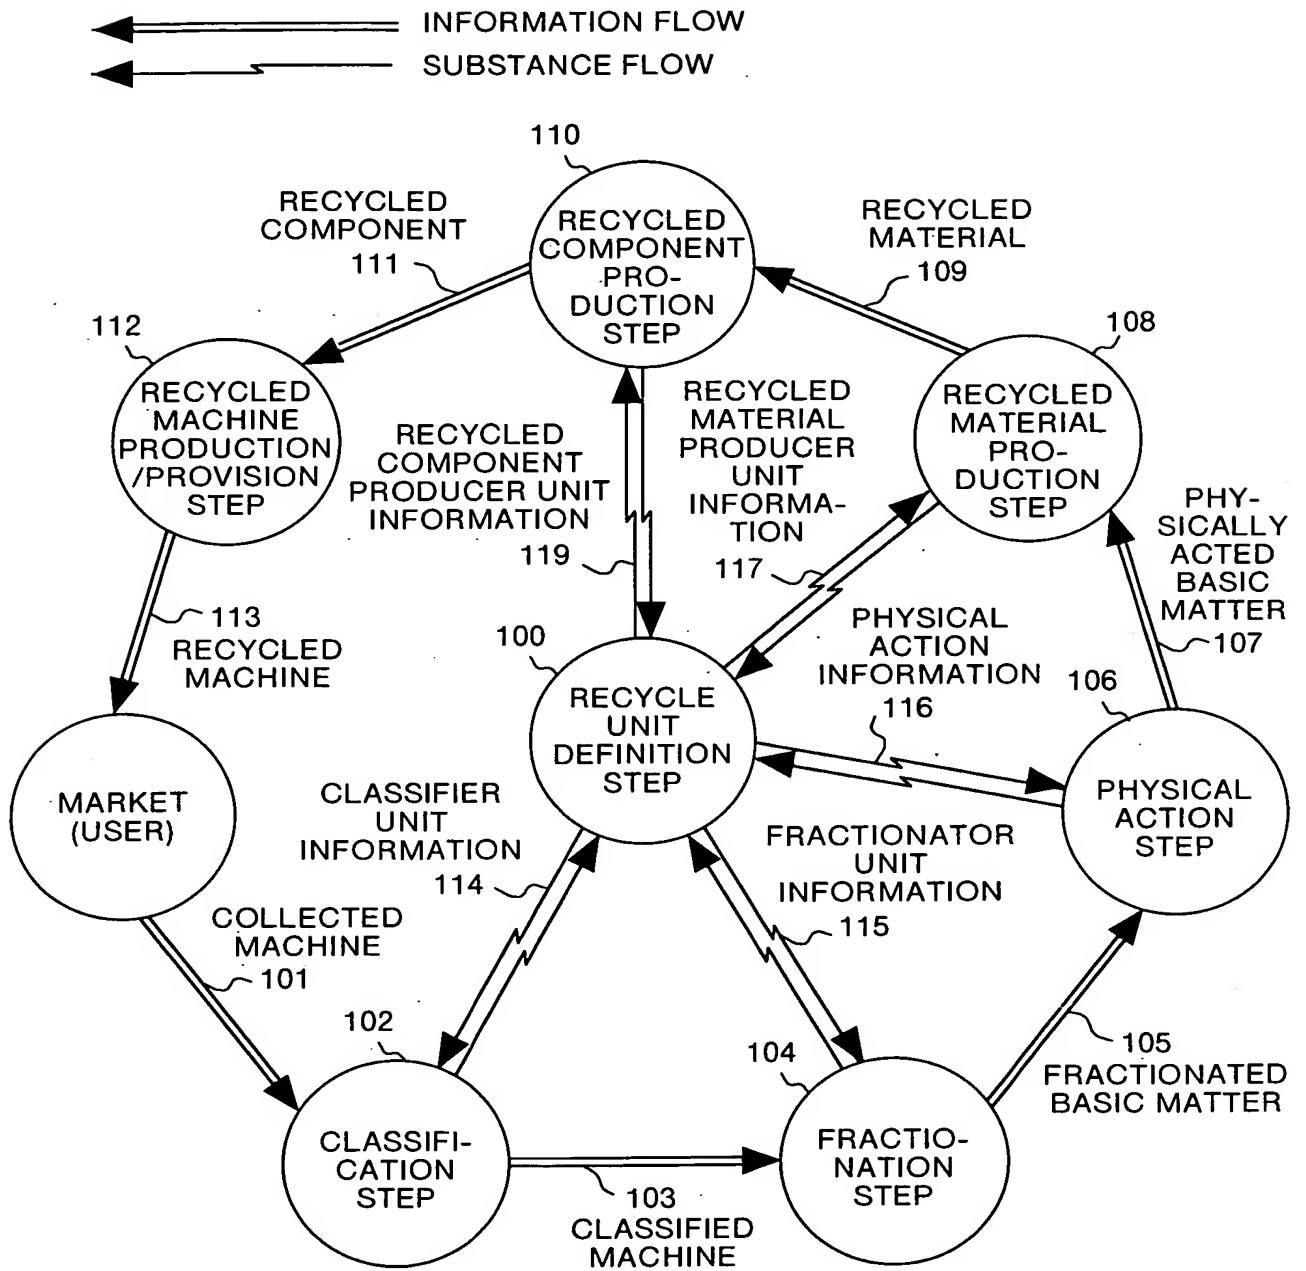 INFORMATION FLOW
SUBSTANCE FLOW
110
RECYCLED
COMPONENT
PRO-
DUCTION
STEP
RECYCLED
COMPONENT
111
RECYCLED
MATERIAL
109
112
RECYCLED
MACHINE
PRODUCTION
/PROVISION
STEP
108
RECYCLED
MATERIAL
PRO-
DUCTION
STEP
RECYCLED
COMPONENT
PRODUCER UNIT
INFORMATION
119
RECYCLED
MATERIAL
PRODUCER
UNIT
INFORMA-
TION
117
PHY-
SICALLY
ACTED
BASIC
MATTER
107
113
RECYCLED
MACHINE
100
RECYCLE
UNIT
DEFINITION
STEP
PHYSICAL
ACTION
INFORMATION
116
106
PHYSICAL
ACTION
STEP
MARKET
(USER)
CLASSIFIER
UNIT
INFORMATION
114
FRACTIONATOR
UNIT
INFORMATION
115
COLLECTED
MACHINE
101
102
CLASSIFI-
CATION
STEP
104
FRACTIO-
NATION
STEP
105
FRACTIONATED
BASIC MATTER
103
CLASSIFIED
MACHINE